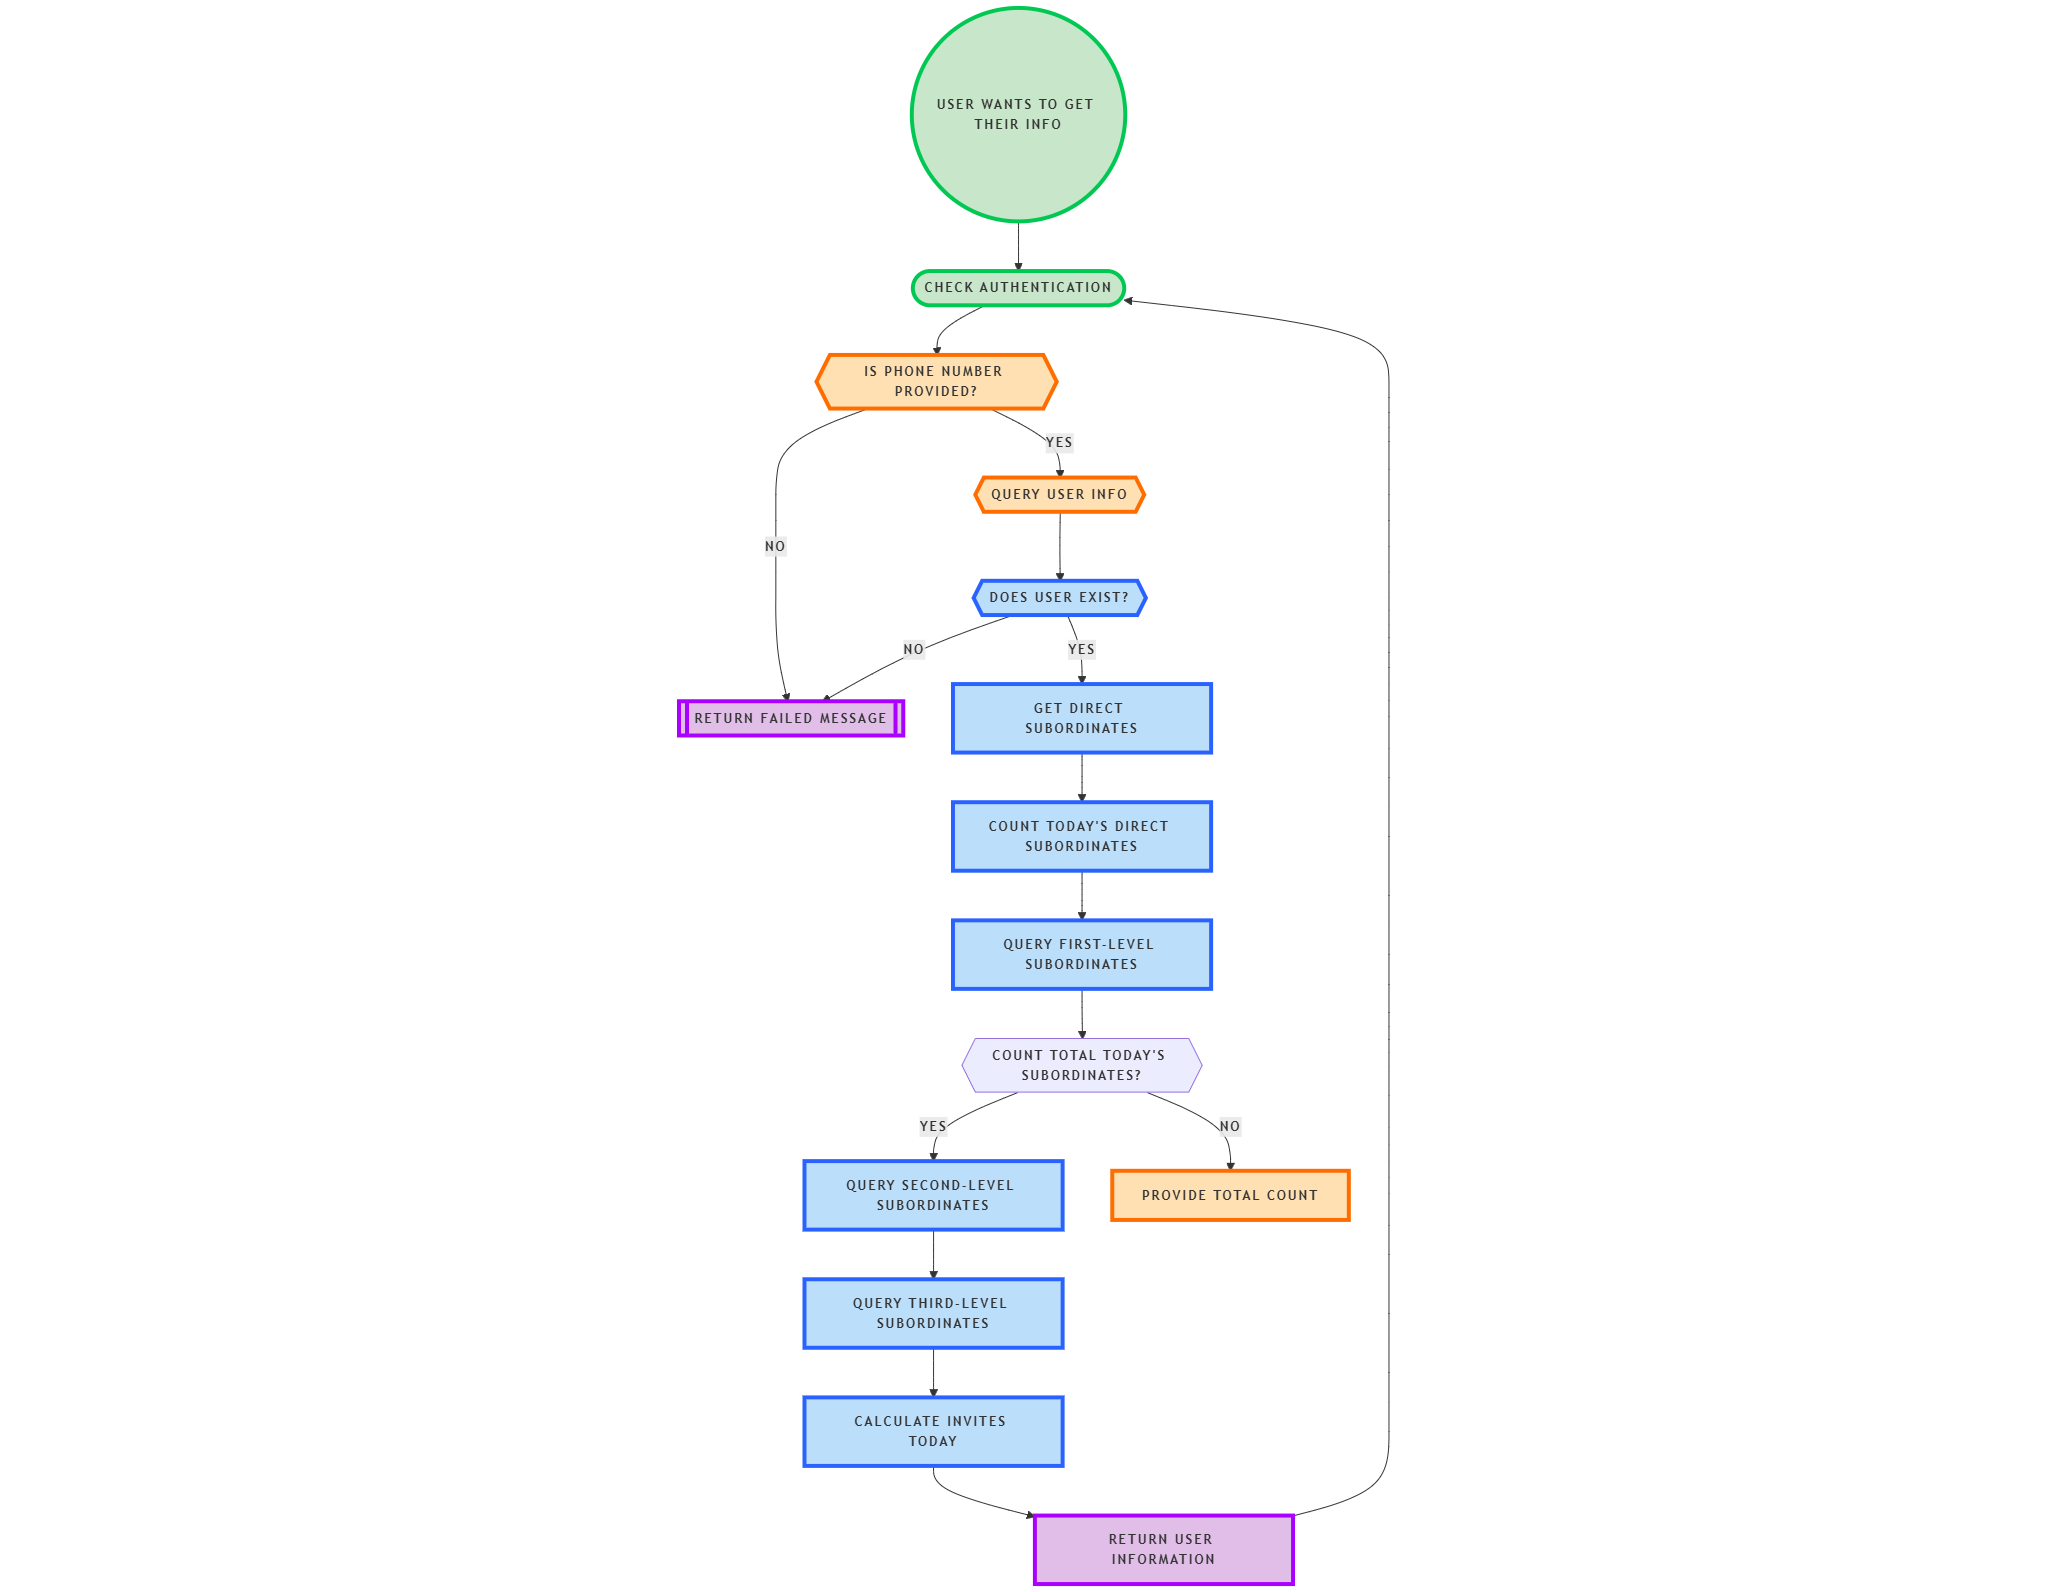 USER WANTS TO GET
THEIR INFO
CHECK AUTHENTICATION
IS PHONE NUMBER
PROVIDED?
YES
QUERY USER INFO
NO
DOES USER EXIST?
NO
YES
RETURN FAILED MESSAGE
GET DIRECT
SUBORDINATES
COUNT TODAY'S DIRECT
SUBORDINATES
QUERY FIRST-LEVEL
SUBORDINATES
COUNT TOTAL TODAY'S
SUBORDINATES?
YES
NO
QUERY SECOND-LEVEL
SUBORDINATES
PROVIDE TOTAL COUNT
QUERY THIRD-LEVEL
SUBORDINATES
CALCULATE INVITES
TODAY
RETURN USER
INFORMATION